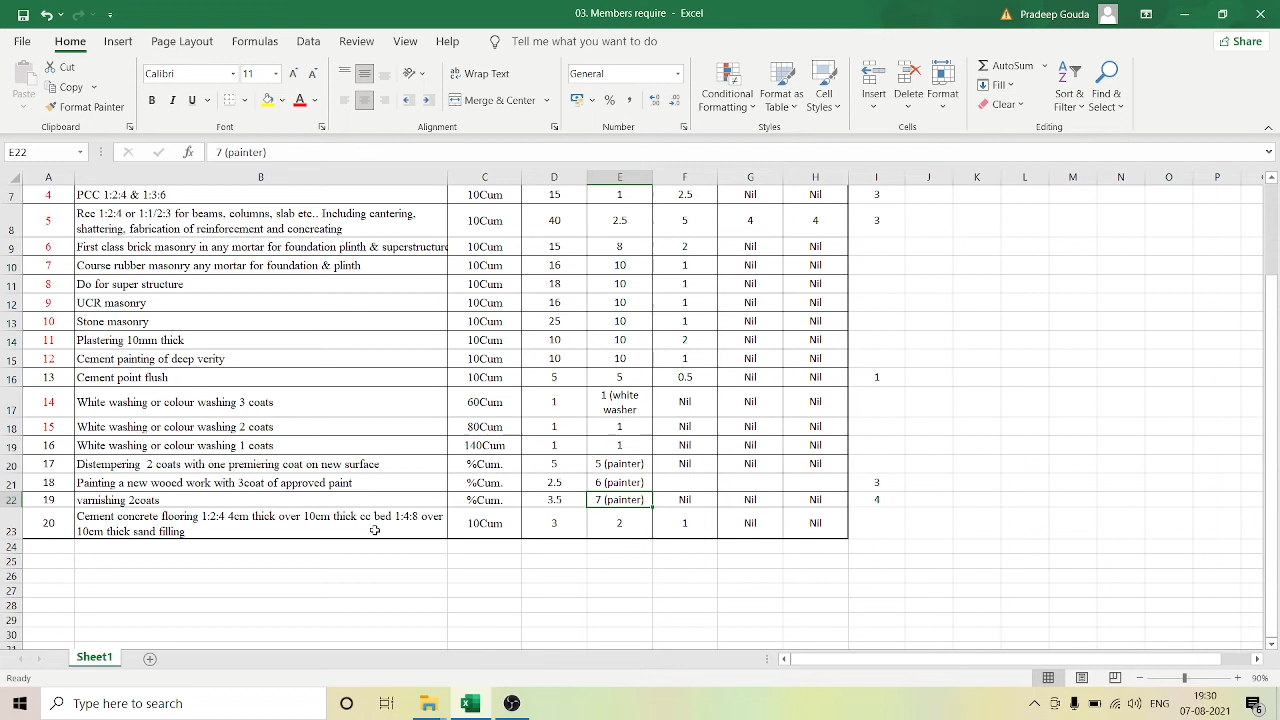 03. Members require - Excel
Pradeep Gouda
File Home Insert Page Layout Formulas Data Review View Help Tell me what you want to do Share
Paste Cut Copy Format Painter Clipboard
Calibri 11 B I U Font
Wrap Text Merge & Center Alignment
General % Number
Conditional Formatting Format as Table Cell Styles Styles
Insert Delete Format Cells
AutoSum Fill Clear Sort & Filter Find & Select Editing
E22 fx 7 (painter)
A B C D E F G H I J K L M N O P
7 4 PCC 1:2:4 & 1:3:6 10Cum 15 1 2.5 Nil Nil 3
8 5 Rcc 1:2:4 or 1:1/2:3 for beams, columns, slab etc.. Including cantering,
shattering, fabrication of reinforcement and concreating 10Cum 40 2.5 5 4 4 3
9 6 First class brick masonry in any mortar for foundation plinth & superstructure 10Cum 15 8 2 Nil Nil
10 7 Course rubber masonry any mortar for foundation & plinth 10Cum 16 10 1 Nil Nil
11 8 Do for super structure 10Cum 18 10 1 Nil Nil
12 9 UCR masonry 10Cum 16 10 1 Nil Nil
13 10 Stone masonry 10Cum 25 10 1 Nil Nil
14 11 Plastering 10mm thick 10Cum 10 10 2 Nil Nil
15 12 Cement painting of deep verity 10Cum 10 10 1 Nil Nil
16 13 Cement point flush 10Cum 5 5 0.5 Nil Nil 1
17 14 White washing or colour washing 3 coats 60Cum 1 1 (white
washer Nil Nil Nil
18 15 White washing or colour washing 2 coats 80Cum 1 1 Nil Nil Nil
19 16 White washing or colour washing 1 coats 140Cum 1 1 Nil Nil Nil
20 17 Distempering 2 coats with one premiering coat on new surface %Cum. 5 5 (painter) Nil Nil Nil
21 18 Painting a new wooed work with 3coat of approved paint %Cum. 2.5 6 (painter) 3
22 19 varnishing 2coats %Cum. 3.5 7 (painter) Nil Nil Nil 4
23 20 Cement concrete flooring 1:2:4 4cm thick over 10cm thick cc bed 1:4:8 over
10cm thick sand filling 10Cum 3 2 1 Nil Nil
24
25
26
27
28
29
30
Sheet1
Ready 90%
Type here to search
ENG 19:30
07-08-2021 6